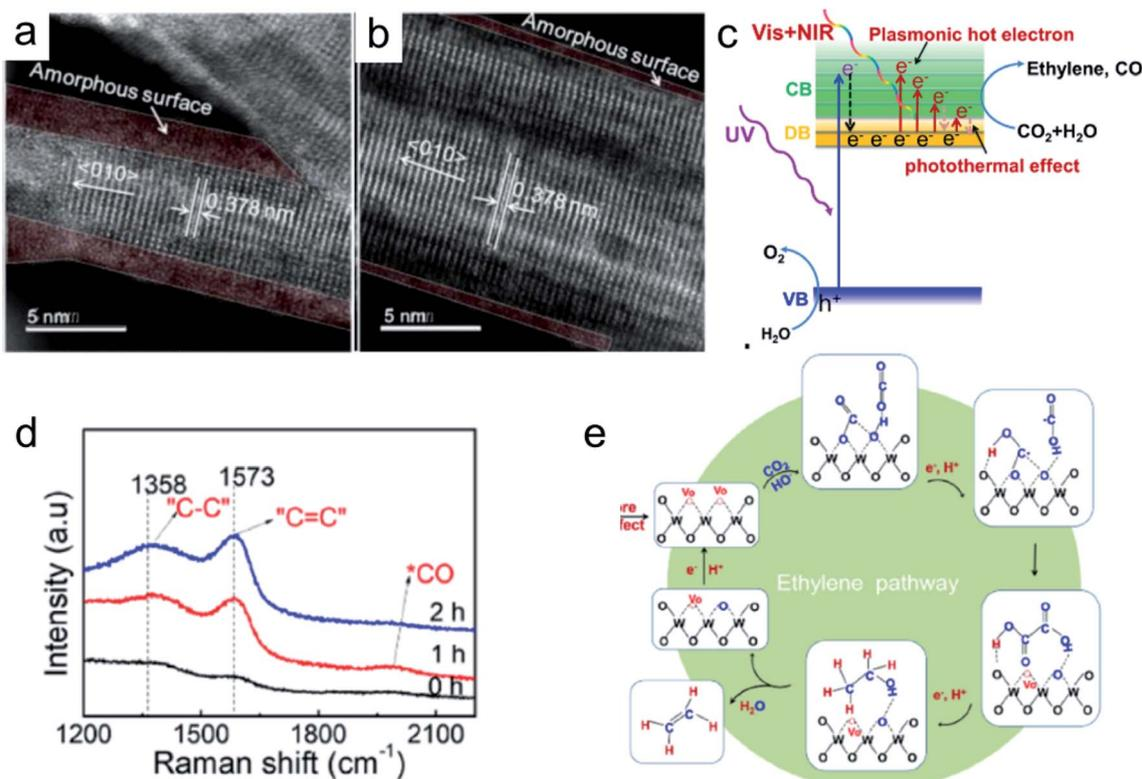 a
Amorphous surface
<010>
0.378 nm
5 nm
b
Amorphous surface
<010>
0.378 nm
5 nm
c
Vis+NIR
Plasmonic hot electron
e⁻ e⁻ e⁻ e⁻ e⁻
CB
Ethylene, CO
UV
DB
e⁻ e⁻ e⁻ e⁻ e⁻
CO₂+H₂O
photothermal effect
O₂
VB
h⁺
H₂O
d
Intensity (a.u)
1358
1573
"C-C"
"C=C"
*CO
2 h
1 h
0 h
1200 1500 1800 2100
Raman shift (cm⁻¹)
e
CO₂
HO⁻
e⁻, H⁺
Vo Vo
O W W W O
O O O O
e⁻ H⁺
Ethylene pathway
Vo O
O W W W O
O O O O
H₂O
e⁻, H⁺